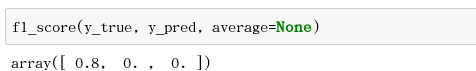 f1_score(y_true, y_pred, average=None)
array([ 0.8,  0. ,  0. ])